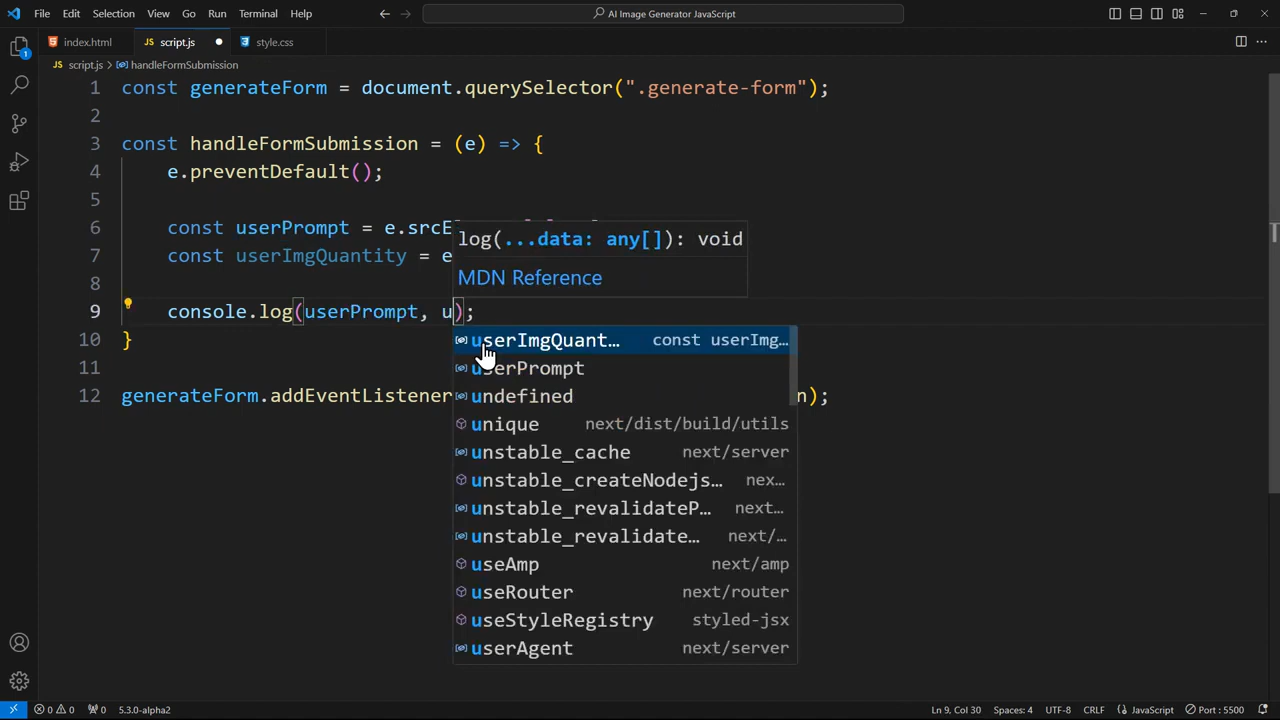 File Edit Selection View Go Run Terminal Help
AI Image Generator JavaScript
1
index.html
JS script.js
style.css
JS script.js > handleFormSubmission
1 const generateForm = document.querySelector(".generate-form");
2
3 const handleFormSubmission = (e) => {
4 e.preventDefault();
5
6 const userPrompt = e.srcE
7 const userImgQuantity = e
8
9 console.log(userPrompt, u);
10 }
11
12 generateForm.addEventListener n);
log(...data: any[]): void
MDN Reference
userImgQuant… const userImg…
userPrompt
undefined
unique next/dist/build/utils
unstable_cache next/server
unstable_createNodejs… nex…
unstable_revalidateP… next…
unstable_revalidate… next/…
useAmp next/amp
useRouter next/router
useStyleRegistry styled-jsx
userAgent next/server
0 0 0 5.3.0-alpha2 Ln 9, Col 30 Spaces: 4 UTF-8 CRLF JavaScript Port : 5500